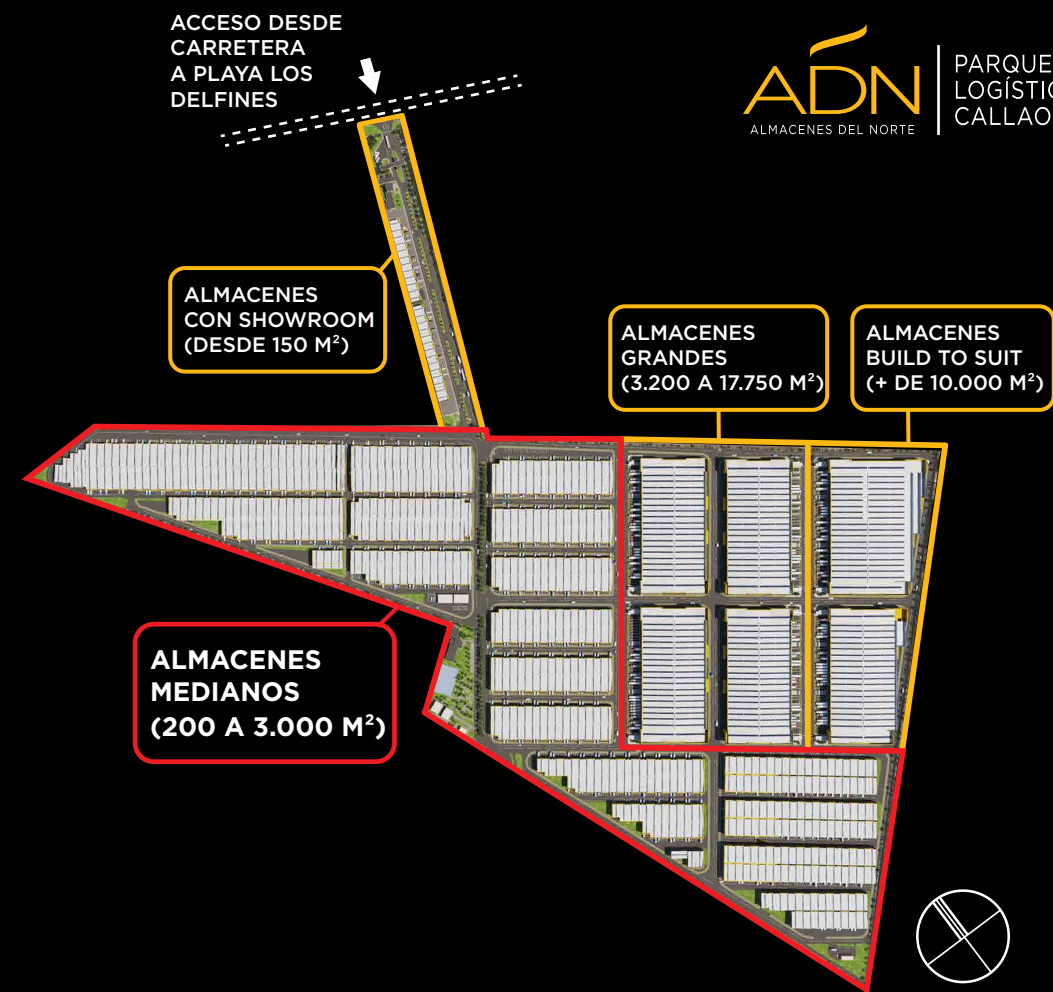 ACCESO DESDE
CARRETERA
A PLAYA LOS
DELFINES
ADN
ALMACENES DEL NORTE
PARQUE
LOGÍSTIC
CALLAO
ALMACENES
CON SHOWROOM
(DESDE 150 M²)
ALMACENES
GRANDES
(3.200 A 17.750 M²)
ALMACENES
BUILD TO SUIT
(+ DE 10.000 M²)
ALMACENES
MEDIANOS
(200 A 3.000 M²)